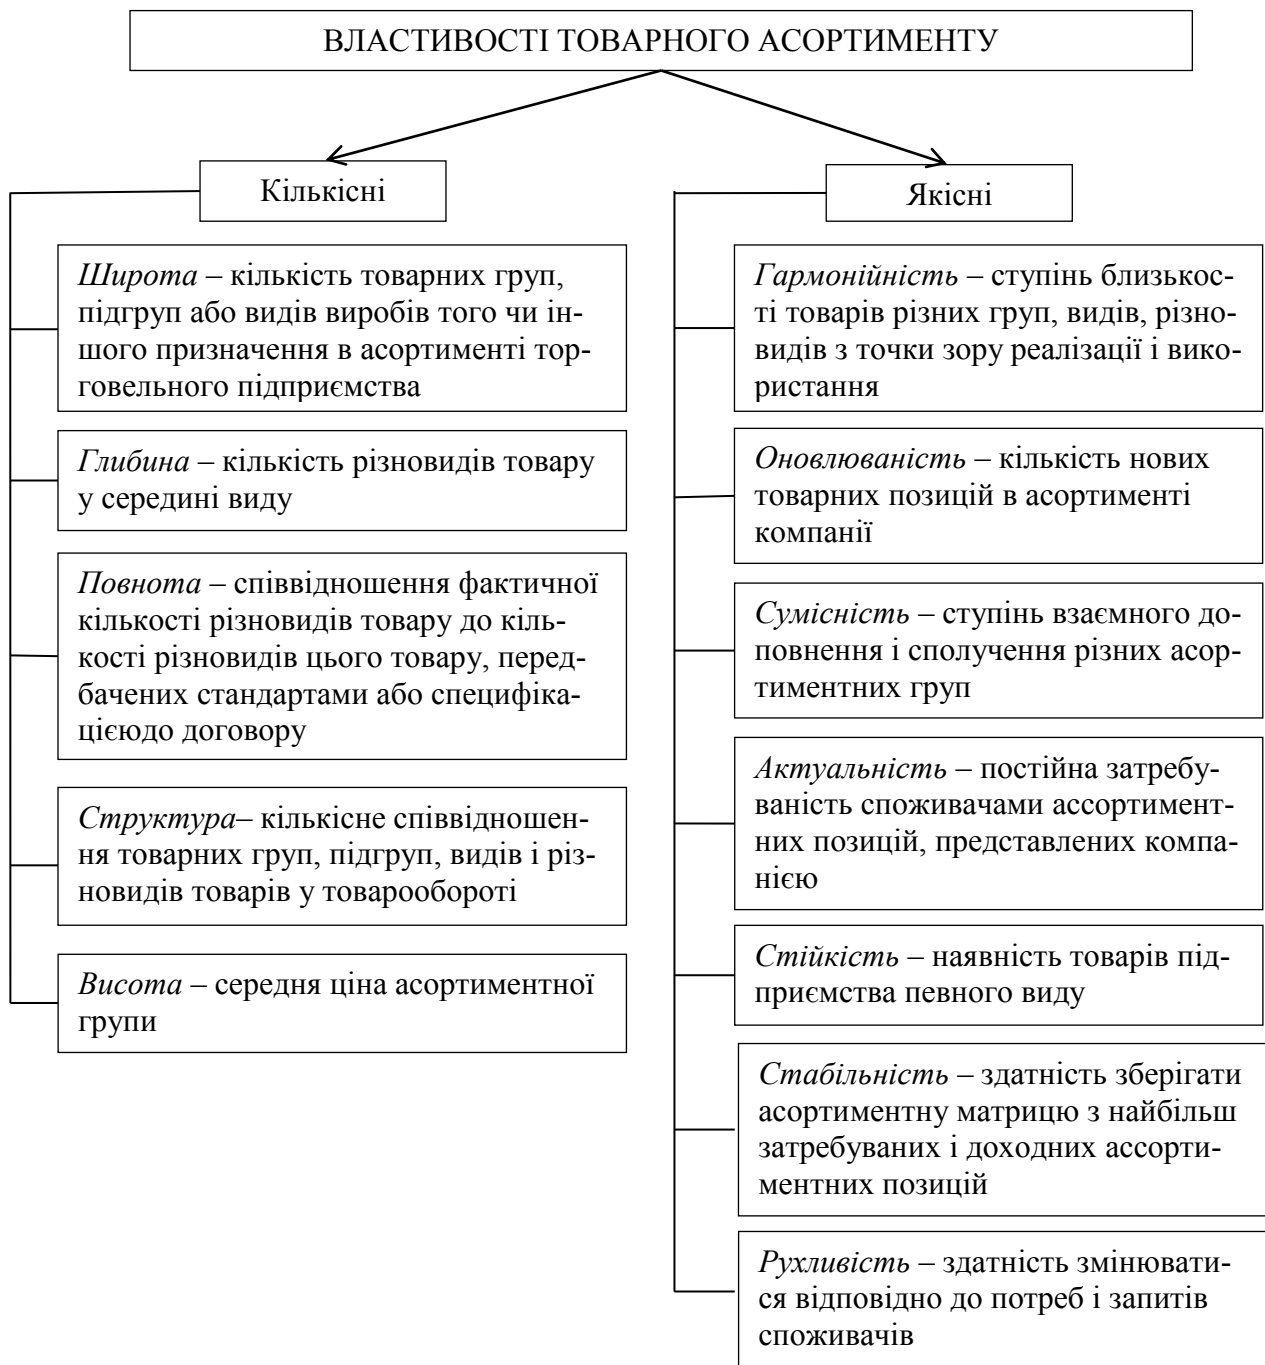 ВЛАСТИВОСТІ ТОВАРНОГО АСОРТИМЕНТУ
Кількісні
Широта – кількість товарних груп,
підгруп або видів виробів того чи ін-
шого призначення в асортименті тор-
говельного підприємства
Глибина – кількість різновидів товару
у середині виду
Повнота – співвідношення фактичної
кількості різновидів товару до кіль-
кості різновидів цього товару, перед-
бачених стандартами або специфіка-
цієюдо договору
Структура– кількісне співвідношен-
ня товарних груп, підгруп, видів і різ-
новидів товарів у товарообороті
Висота – середня ціна асортиментної
групи
Якісні
Гармонійність – ступінь близькос-
ті товарів різних груп, видів, різно-
видів з точки зору реалізації і вико-
ристання
Оновлюваність – кількість нових
товарних позицій в асортименті
компанії
Сумісність – ступінь взаємного до-
повнення і сполучення різних асор-
тиментних груп
Актуальність – постійна затребу-
ваність споживачами ассортимент-
них позицій, представлених компа-
нією
Стійкість – наявність товарів під-
приємства певного виду
Стабільність – здатність зберігати
асортиментну матрицю з найбільш
затребуваних і доходних ассорти-
ментних позицій
Рухливість – здатність змінювати-
ся відповідно до потреб і запитів
споживачів